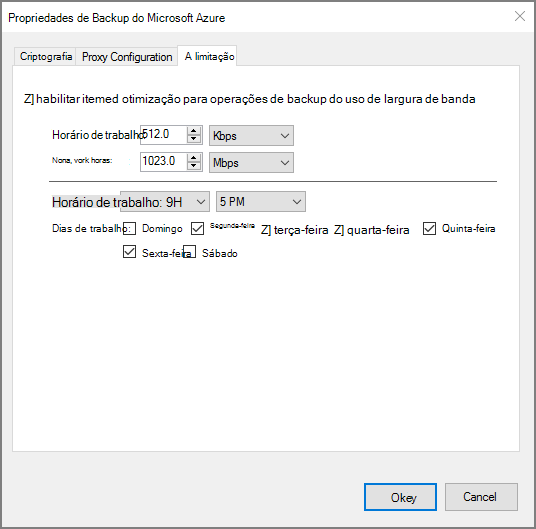 Propriedades de Backup do Microsoft Azure
Criptografia Proxy Configuration A limitação
Z] habilitar itemed otimização para operações de backup do uso de largura de banda
Horário de trabalho: 512.0 Kbps
Nona, vork horas: 1023.0 Mbps
Horário de trabalho: 9H 5 PM
Dias de trabalho: Domingo Segunda-feira Z] terça-feira Z] quarta-feira Quinta-feira
Sexta-feira Sábado
Okey Cancel